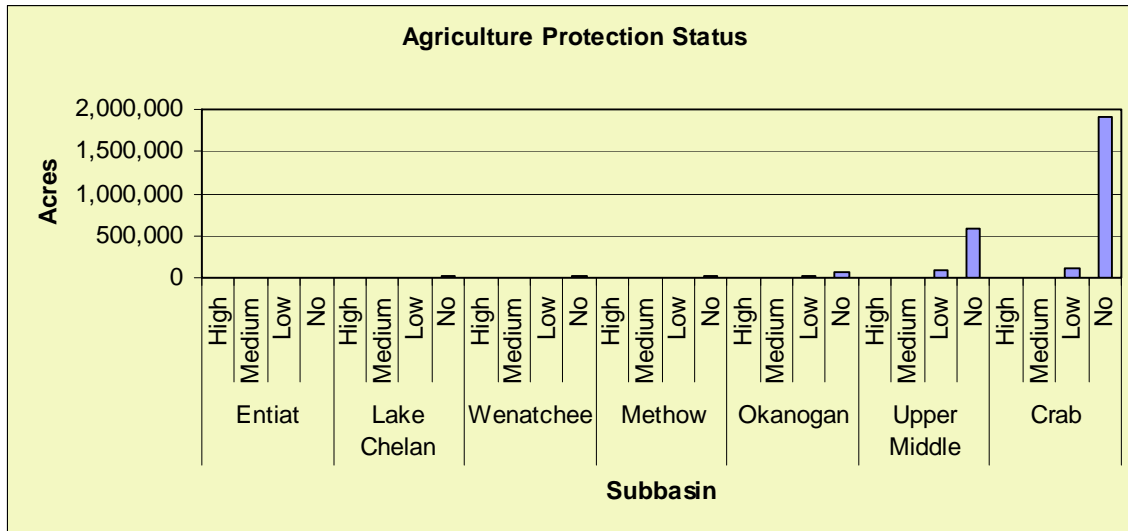 Agriculture Protection Status
Acres
2,000,000
1,500,000
1,000,000
500,000
0
High
Medium
Low
No
High
Medium
Low
No
High
Medium
Low
No
High
Medium
Low
No
High
Medium
Low
No
High
Medium
Low
No
High
Medium
Low
No
Entiat
Lake
Chelan
Wenatchee
Methow
Okanogan
Upper
Middle
Crab
Subbasin